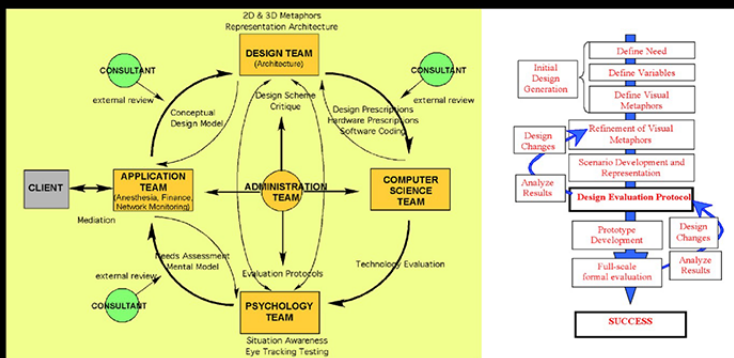 2D & 3D Metaphors
Representation Architecture
DESIGN TEAM
(Architecture)
CONSULTANT
external review
CONSULTANT
external review
Conceptual
Design Model
Design Scheme
Critique
Design Prescriptions
Hardware Prescriptions
Software Coding
CLIENT
Mediation
APPLICATION
TEAM
(Anesthesia, Finance,
Network Monitoring)
ADMINISTRATION
TEAM
COMPUTER
SCIENCE
TEAM
Needs Assessment
Mental Model
Evaluation Protocols
Technology Evaluation
external review
CONSULTANT
PSYCHOLOGY
TEAM
Situation Awareness
Eye Tracking Testing
Initial
Design
Generation
Define Need
Define Variables
Define Visual
Metaphors
Design
Changes
Refinement of Visual
Metaphors
Scenario Development and
Representation
Analyze
Results
Design Evaluation Protocol
Prototype
Development
Design
Changes
Full-scale
formal evaluation
Analyze
Results
SUCCESS